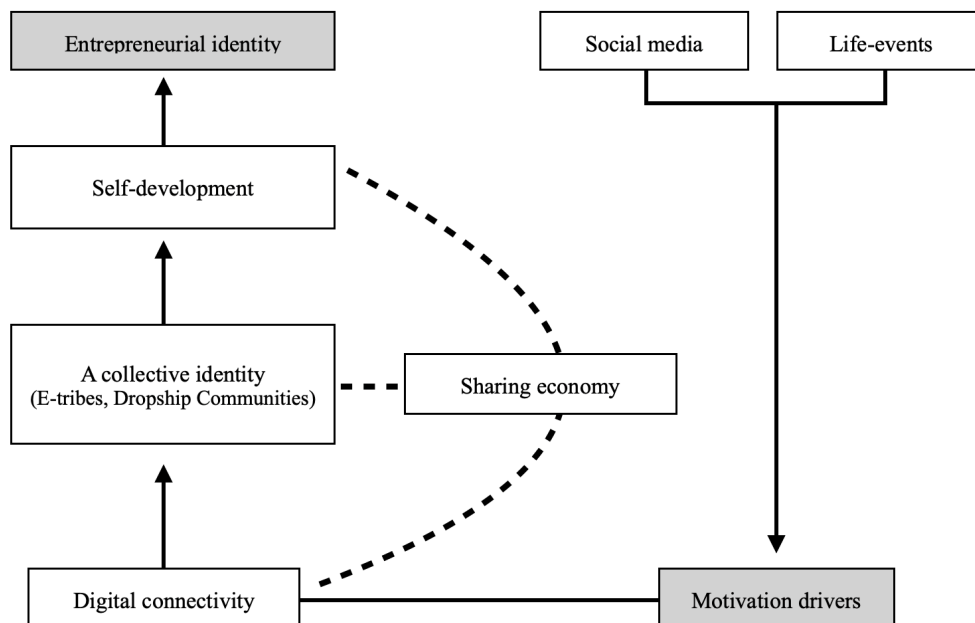 Entrepreneurial identity
Social media
Life-events
Self-development
A collective identity
(E-tribes, Dropship Communities)
Sharing economy
Digital connectivity
Motivation drivers